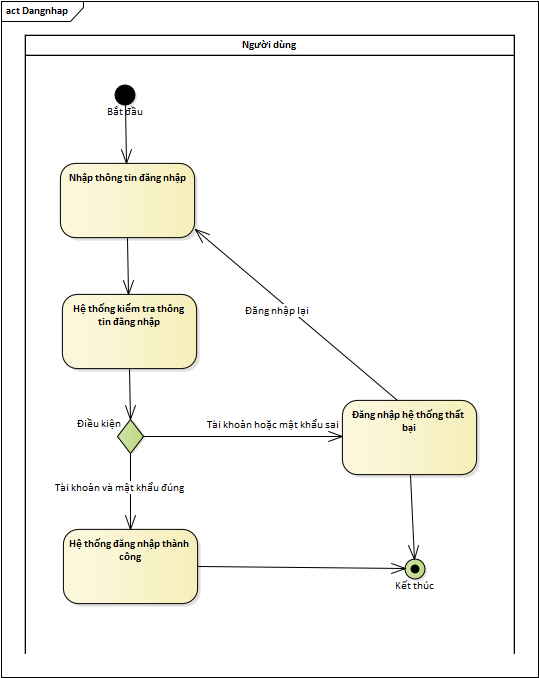 act Dangnhap
Người dùng
Bắt đầu
Nhập thông tin đăng nhập
Hệ thống kiểm tra thông
tin đăng nhập
Đăng nhập lại
Điều kiện
Tài khoản hoặc mật khẩu sai
Đăng nhập hệ thống thất
bại
Tài khoản và mật khẩu đúng
Hệ thống đăng nhập thành
công
Kết thúc